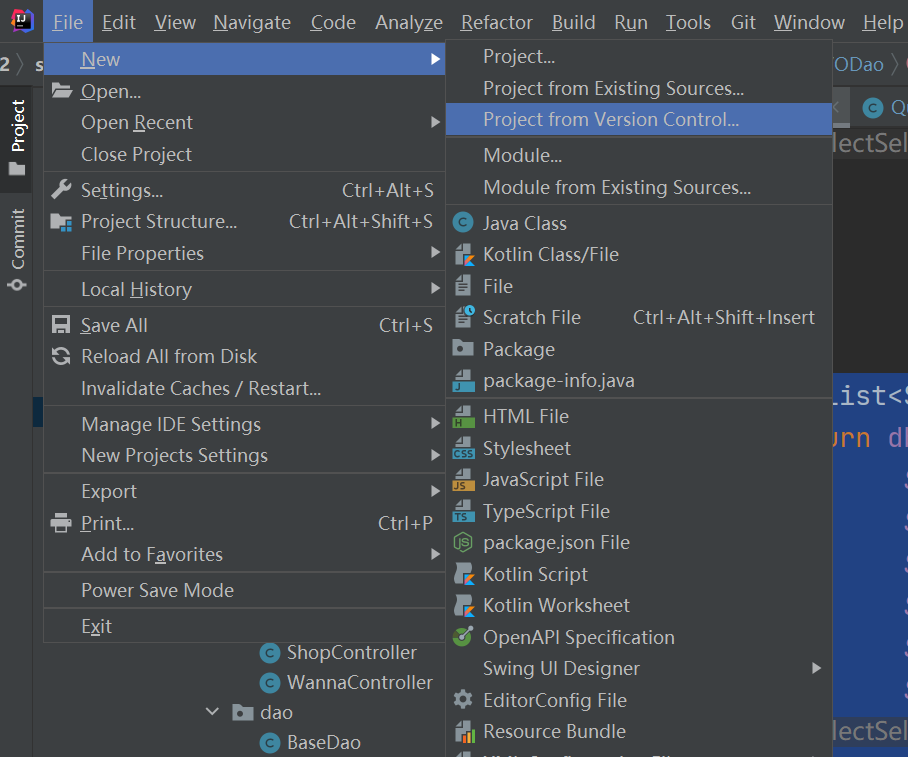 File Edit View Navigate Code Analyze Refactor Build Run Tools Git Window Help
2 s
ODao
Project
Commit
New
Open...
Open Recent
Close Project
Settings... Ctrl+Alt+S
Project Structure... Ctrl+Alt+Shift+S
File Properties
Local History
Save All Ctrl+S
Reload All from Disk
Invalidate Caches / Restart...
Manage IDE Settings
New Projects Settings
Export
Print... Ctrl+P
Add to Favorites
Power Save Mode
Exit
ShopController
WannaController
dao
BaseDao
Project...
Project from Existing Sources...
Project from Version Control...
Module...
Module from Existing Sources...
Java Class
Kotlin Class/File
File
Scratch File Ctrl+Alt+Shift+Insert
Package
package-info.java
HTML File
Stylesheet
JavaScript File
TypeScript File
package.json File
Kotlin Script
Kotlin Worksheet
OpenAPI Specification
Swing UI Designer
EditorConfig File
Resource Bundle
Qu
lectSel
ist<S
urn d
lectSel